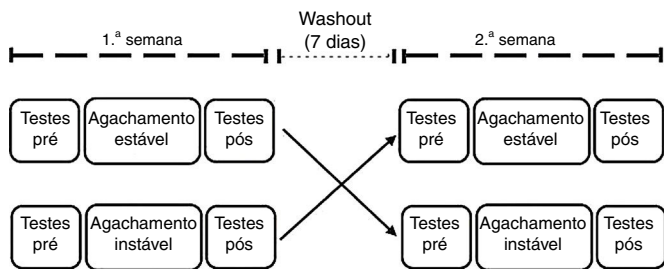 Washout
(7 dias)
1.ª semana
2.ª semana
Testes
pré
Agachamento
estável
Testes
pós
Testes
pré
Agachamento
estável
Testes
pós
Testes
pré
Agachamento
instável
Testes
pós
Testes
pré
Agachamento
instável
Testes
pós